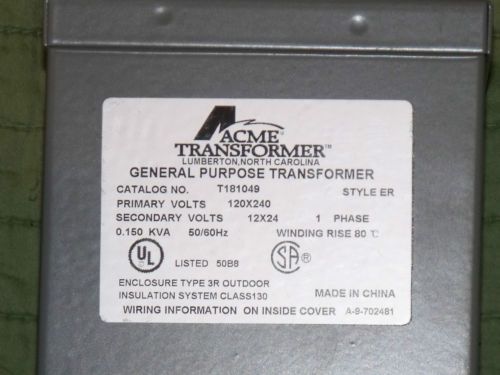 ACME
TRANSFORMER™
LUMBERTON, NORTH CAROLINA
GENERAL PURPOSE TRANSFORMER
CATALOG NO. T181049 STYLE ER
PRIMARY VOLTS 120X240
SECONDARY VOLTS 12X24 1 PHASE
0.150 KVA 50/60Hz WINDING RISE 80 ℃
UL LISTED 50B8 SA
ENCLOSURE TYPE 3R OUTDOOR
INSULATION SYSTEM CLASS130 MADE IN CHINA
WIRING INFORMATION ON INSIDE COVER A-9-702481